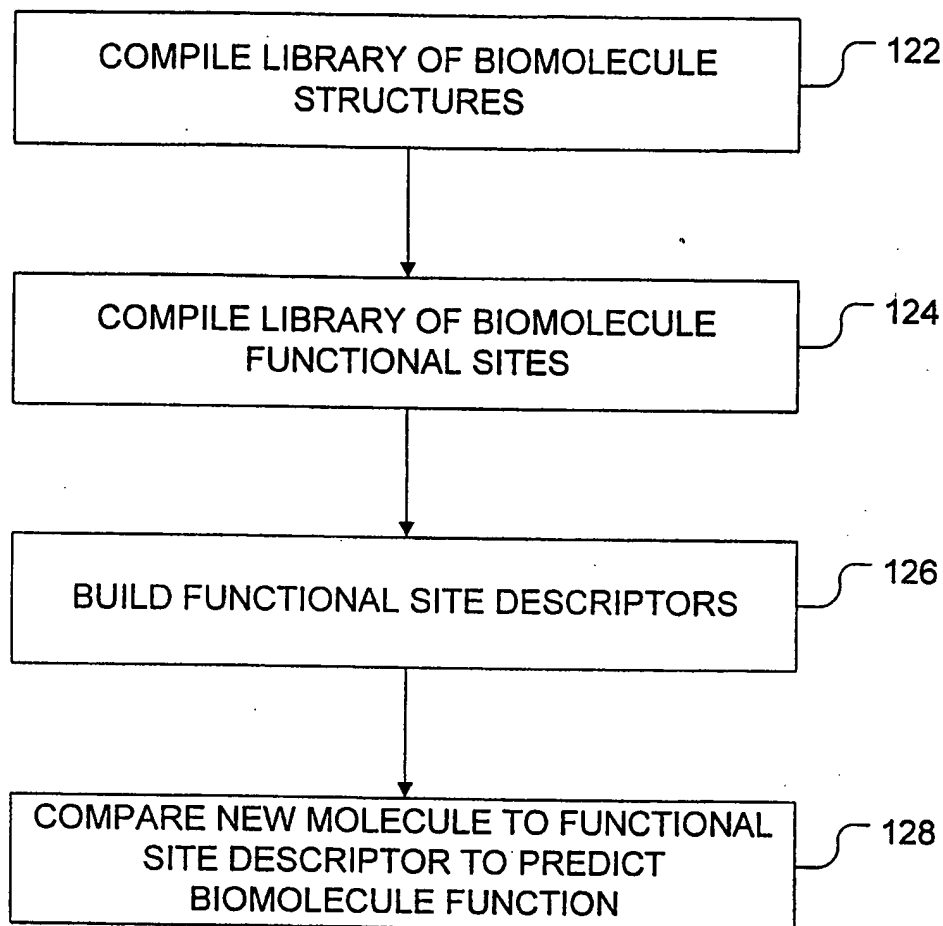 COMPILE LIBRARY OF BIOMOLECULE
STRUCTURES
122
COMPILE LIBRARY OF BIOMOLECULE
FUNCTIONAL SITES
124
BUILD FUNCTIONAL SITE DESCRIPTORS
126
COMPARE NEW MOLECULE TO FUNCTIONAL
SITE DESCRIPTOR TO PREDICT
BIOMOLECULE FUNCTION
128